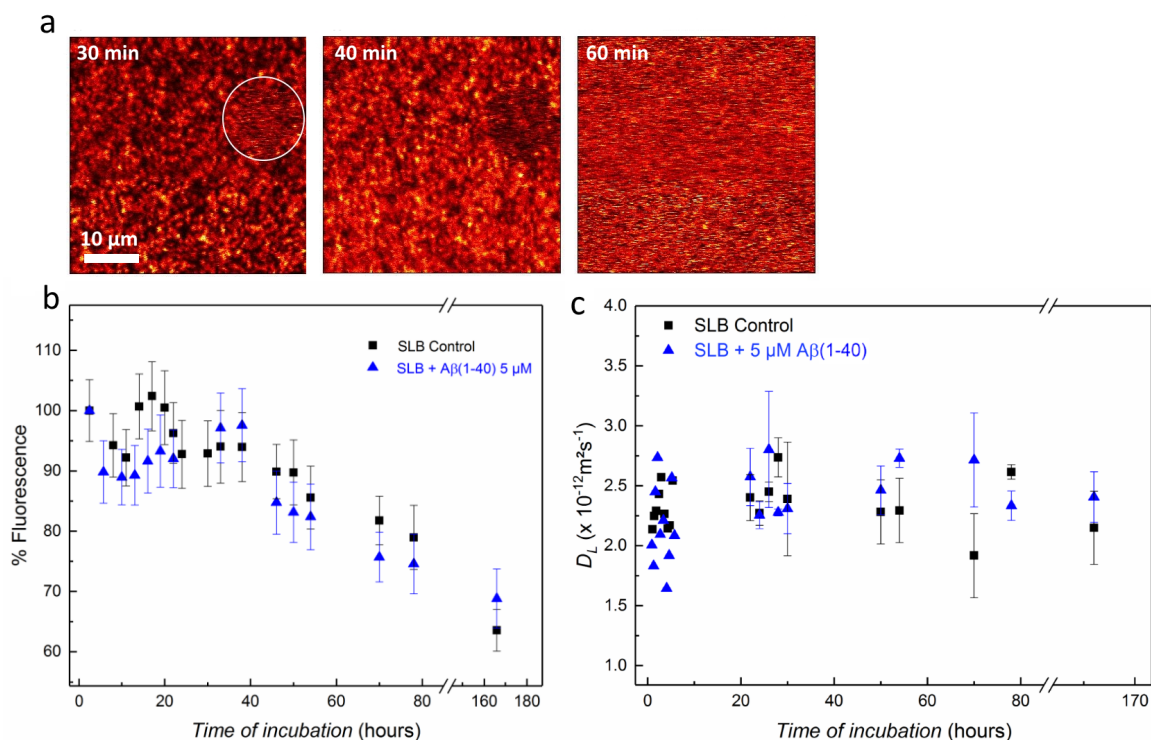 a
30 min
40 min
60 min
10 µm
b
SLB Control
SLB + Aβ(1-40) 5 µM
% Fluorescence
110
100
90
80
70
60
0
20
40
60
80
160
180
Time of incubation (hours)
c
SLB Control
SLB + 5 µM Aβ(1-40)
D_L (x 10⁻¹²m²s⁻¹)
4.0
3.5
3.0
2.5
2.0
1.5
1.0
0
20
40
60
80
170
Time of incubation (hours)